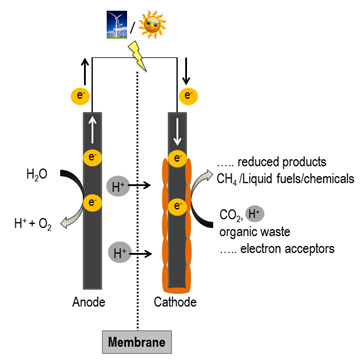 /
e-
e-
e-
e-
e-
e-
H2O
H+ + O2
H+
H+
..... reduced products
CH4 /Liquid fuels/chemicals
CO2, H+
organic waste
..... electron acceptors
Anode
Cathode
Membrane